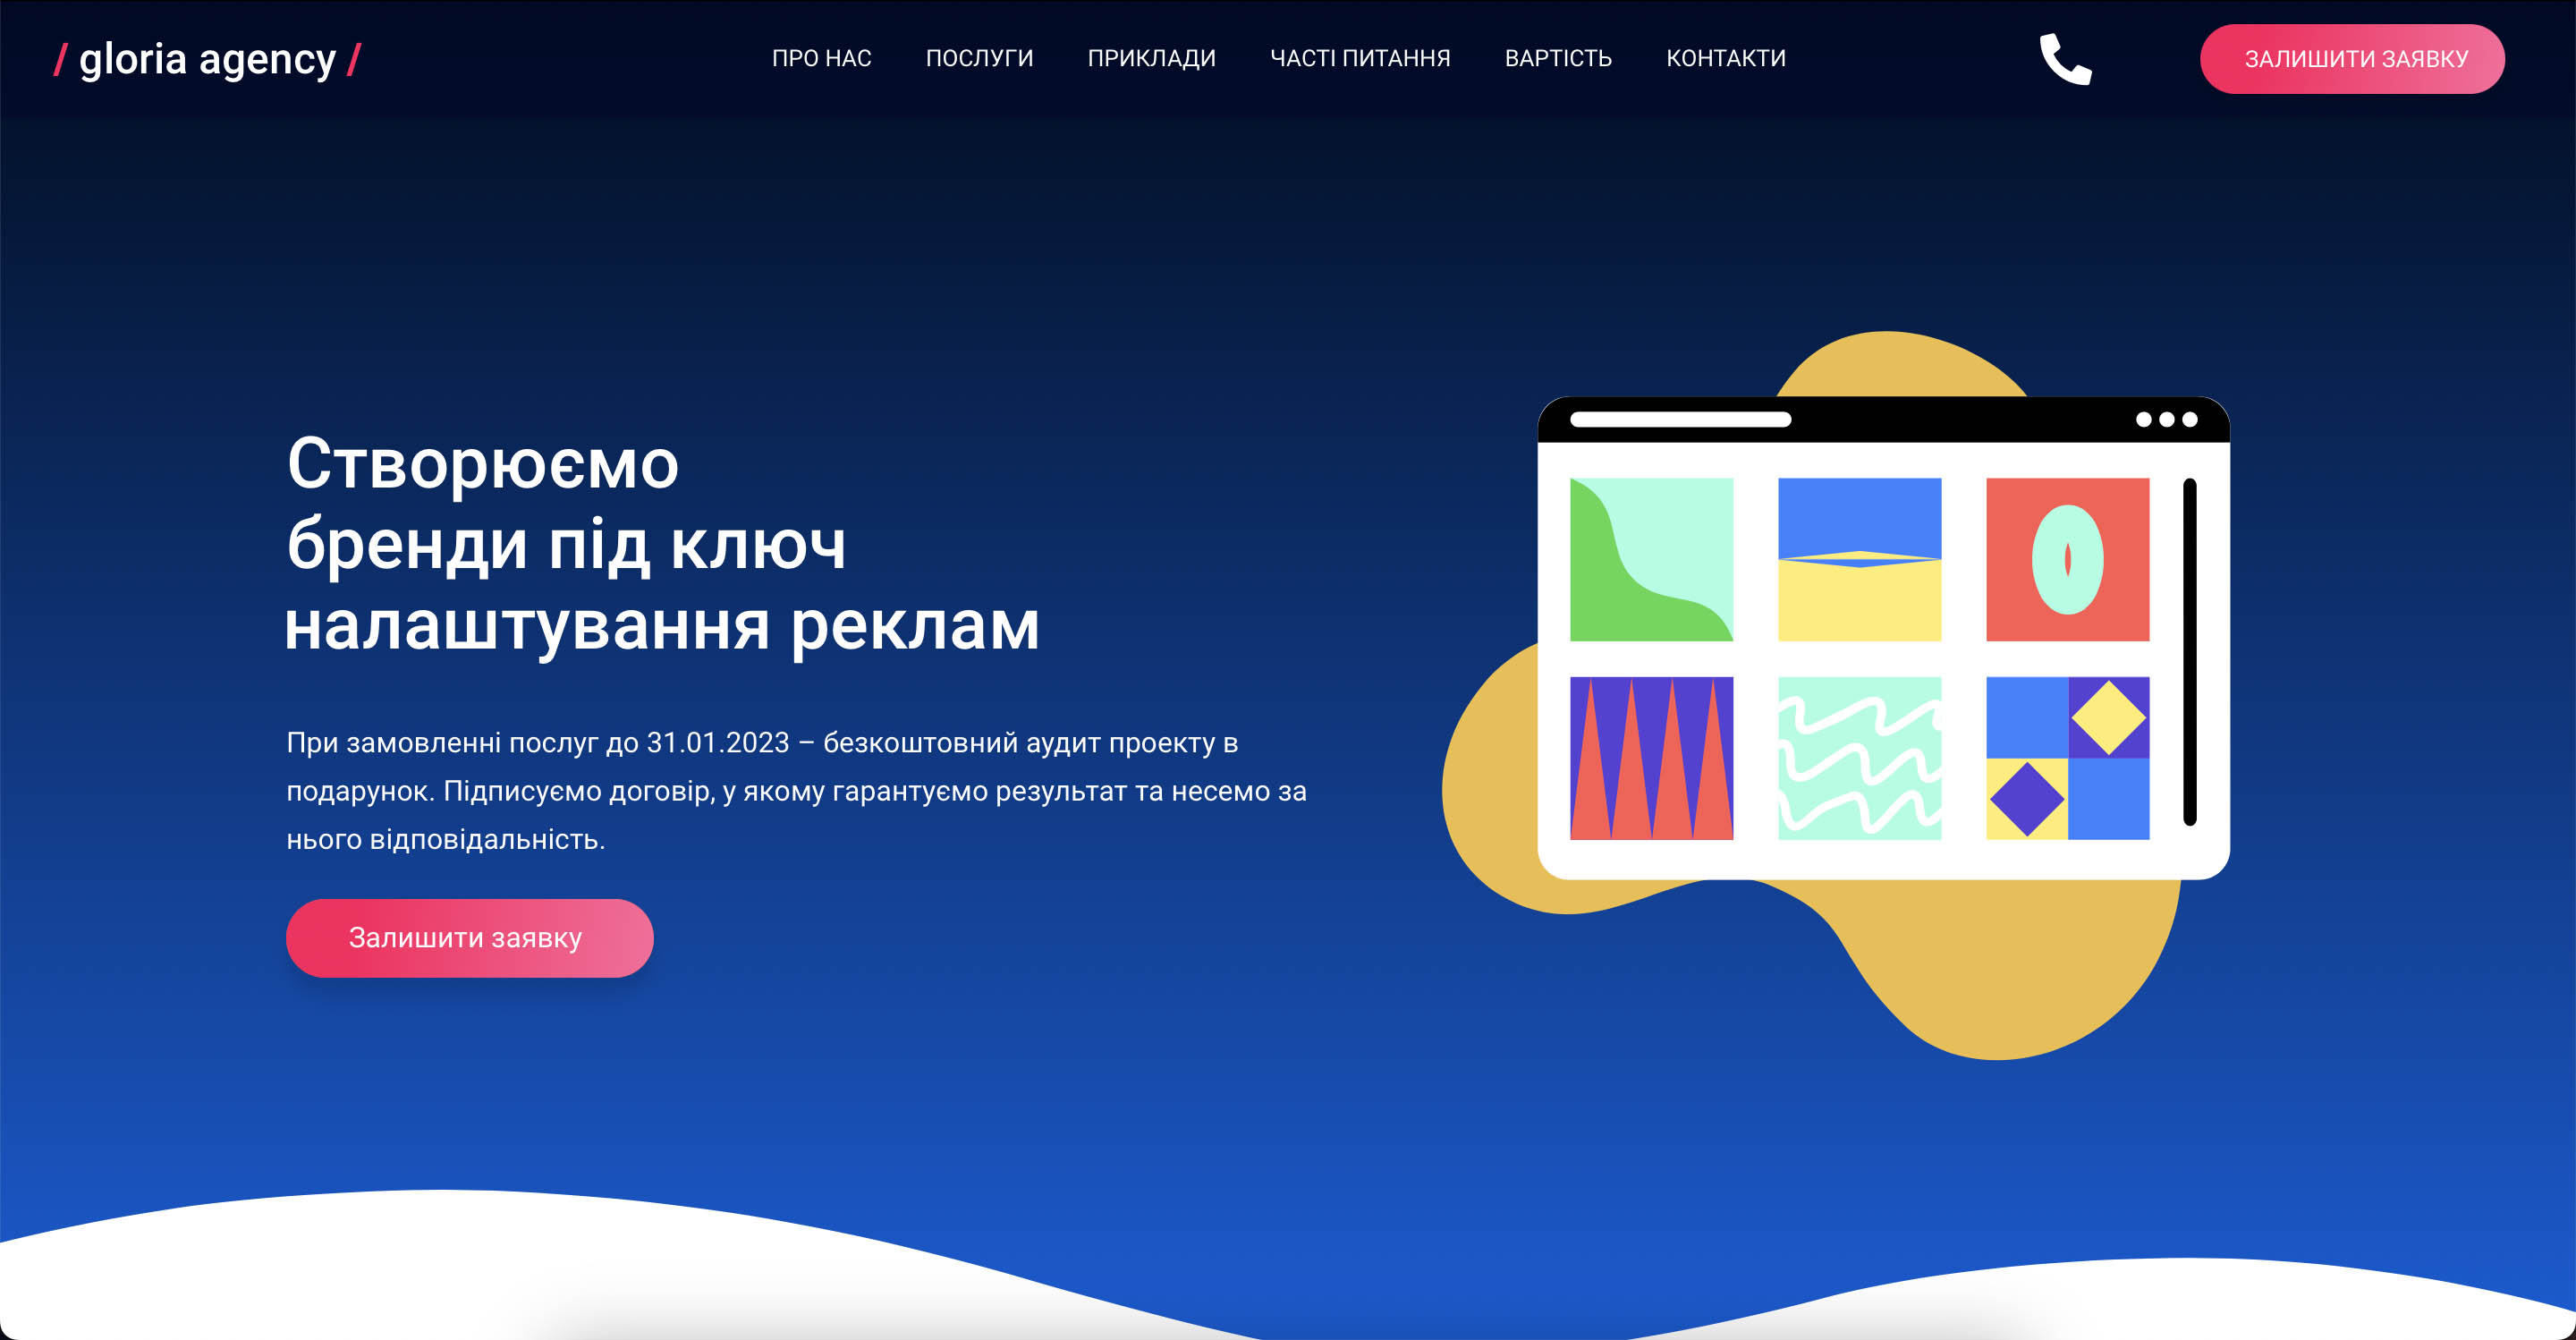 / gloria agency /
ПРО НАС ПОСЛУГИ ПРИКЛАДИ ЧАСТІ ПИТАННЯ ВАРТІСТЬ КОНТАКТИ
ЗАЛИШИТИ ЗАЯВКУ
Створюємо
бренди під ключ
налаштування реклам
При замовленні послуг до 31.01.2023 – безкоштовний аудит проекту в
подарунок. Підписуємо договір, у якому гарантуємо результат та несемо за
нього відповідальність.
Залишити заявку